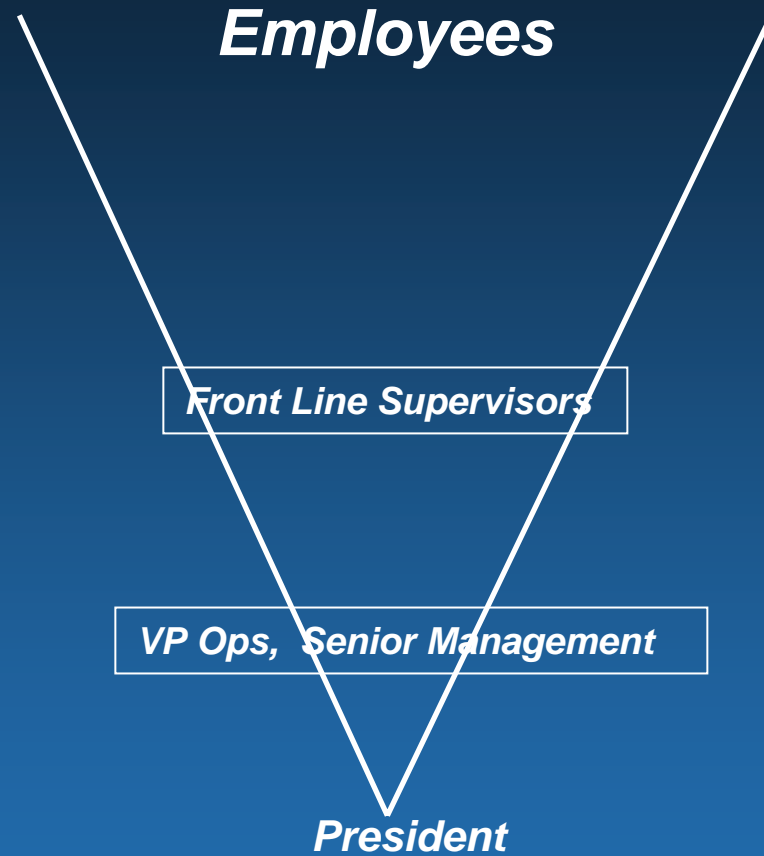 Employees
Front Line Supervisors
VP Ops, Senior Management
President